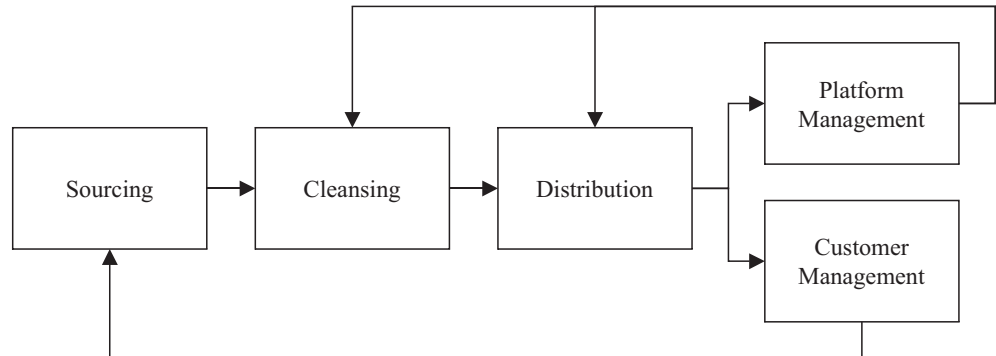 Sourcing
Cleansing
Distribution
Platform
Management
Customer
Management